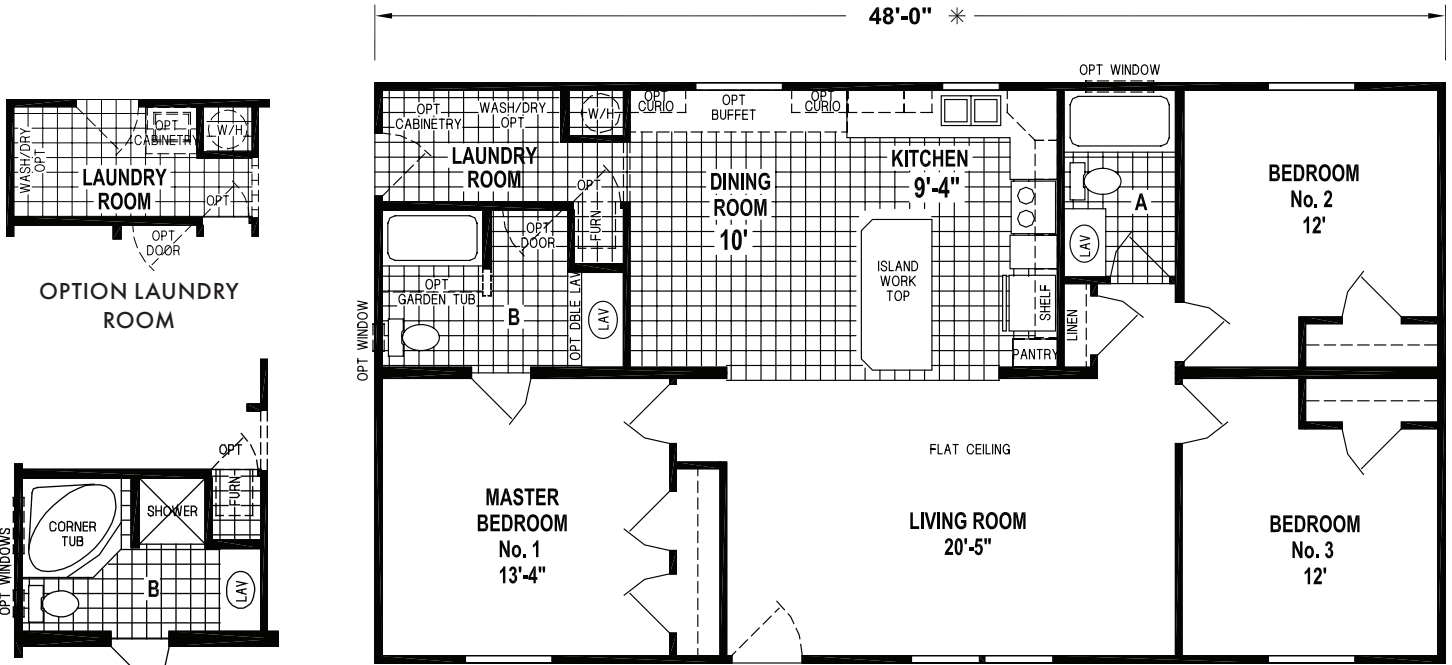 48'-0" ✳
OPT WINDOW
WASH/DRY
OPT
OPT
CABINETRY
W/H
LAUNDRY
ROOM
OPT
OPT
DOOR
OPTION LAUNDRY
ROOM
OPT
CABINETRY
WASH/DRY
OPT
W/H
LAUNDRY
ROOM
OPT
FURN
OPT
DOOR
OPT
CURIO
OPT
BUFFET
OPT
CURIO
DINING
ROOM
10'
KITCHEN
9'-4"
ISLAND
WORK
TOP
SHELF
PANTRY
LINEN
A
LAV
BEDROOM
No. 2
12'
OPT WINDOW
OPT
GARDEN TUB
B
OPT DBLE LAV
LAV
OPT
FURN
OPT WINDOWS
CORNER
TUB
SHOWER
B
LAV
MASTER
BEDROOM
No. 1
13'-4"
FLAT CEILING
LIVING ROOM
20'-5"
BEDROOM
No. 3
12'